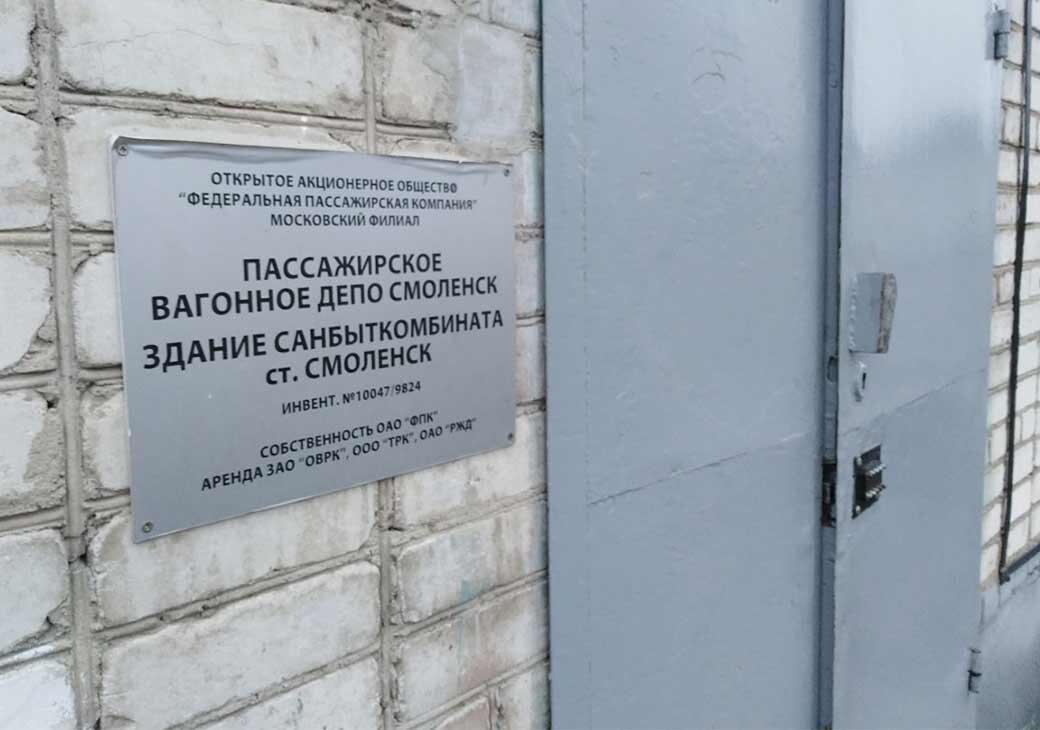 ОТКРЫТОЕ АКЦИОНЕРНОЕ ОБЩЕСТВО
"ФЕДЕРАЛЬНАЯ ПАССАЖИРСКАЯ КОМПАНИЯ"
МОСКОВСКИЙ ФИЛИАЛ
ПАССАЖИРСКОЕ
ВАГОННОЕ ДЕПО СМОЛЕНСК
ЗДАНИЕ САНБЫТКОМБИНАТА
ст. СМОЛЕНСК
ИНВЕНТ. №10047/9824
СОБСТВЕННОСТЬ ОАО "ФПК"
АРЕНДА ЗАО "ОВРК", ООО "ТРК", ОАО "РЖД"